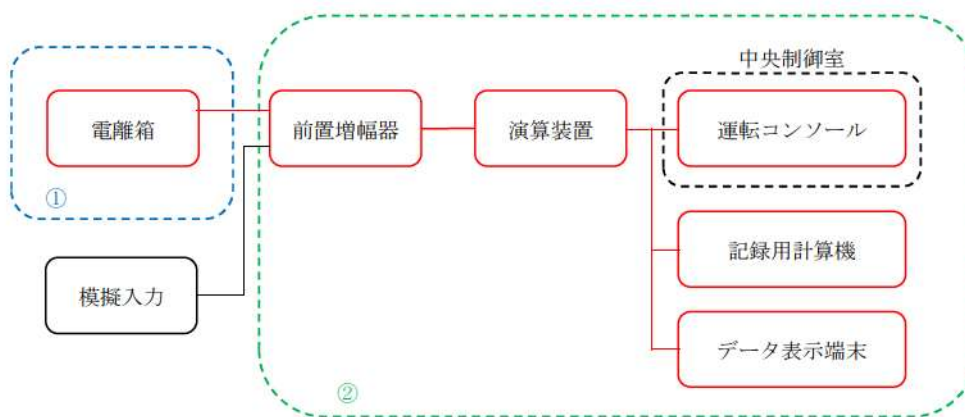 中央制御室
電離箱
前置増幅器
演算装置
運転コンソール
①
記録用計算機
模擬入力
データ表示端末
②